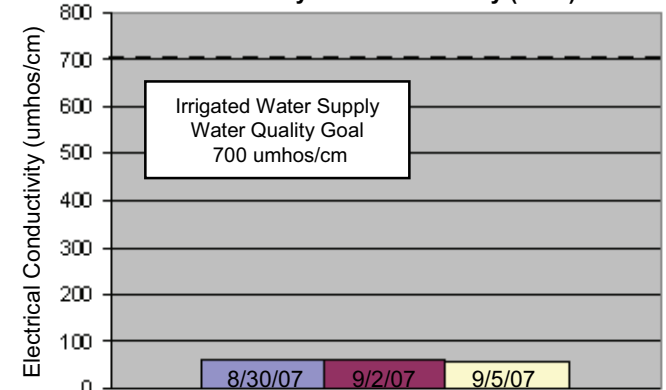 800
700
600
500
400
300
200
100
0
Electrical Conductivity (umhos/cm)
Irrigated Water Supply
Water Quality Goal
700 umhos/cm
8/30/07 9/2/07 9/5/07